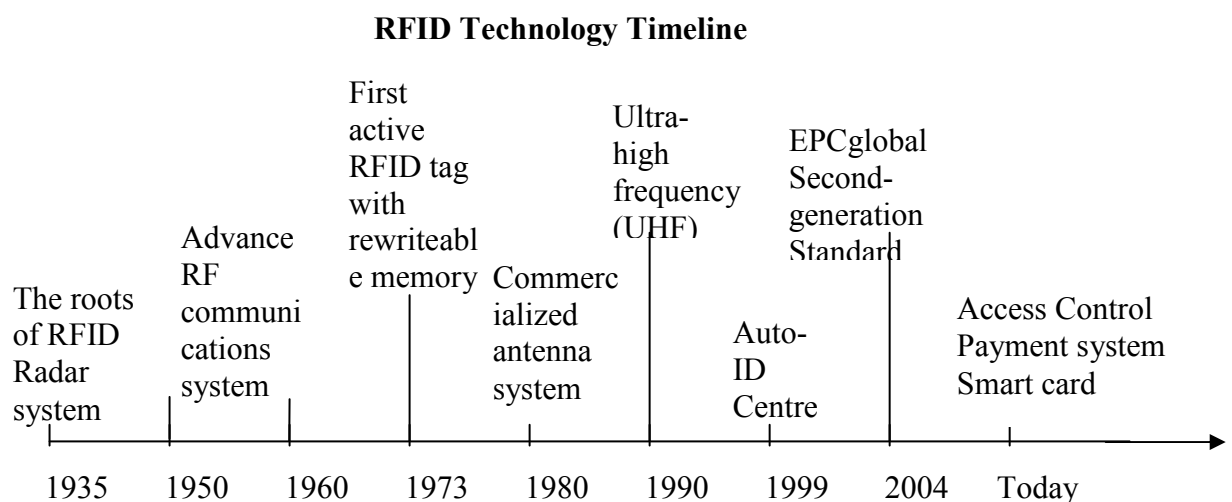 RFID Technology Timeline
The roots
of RFID
Radar
system
Advance
RF
communi
cations
system
First
active
RFID tag
with
rewriteabl
e memory
Commerc
ialized
antenna
system
Ultra-
high
frequency
(UHF)
Auto-
ID
Centre
EPCglobal
Second-
generation
Standard
Access Control
Payment system
Smart card
1935 1950 1960 1973 1980 1990 1999 2004 Today